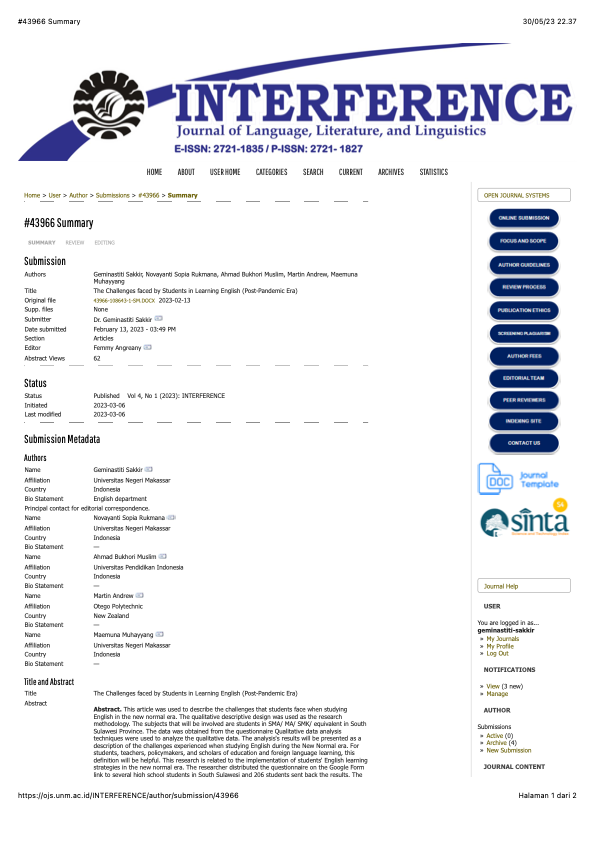 #43966 Summary
30/05/23 22.37
INTERFERENCE
Journal of Language, Literature, and Linguistics
E-ISSN: 2721-1835 / P-ISSN: 2721- 1827
HOME ABOUT USER HOME CATEGORIES SEARCH CURRENT ARCHIVES STATISTICS
Home > User > Author > Submissions > #43966 > Summary
#43966 Summary
SUMMARY REVIEW EDITING
Submission
Authors Geminastiti Sakkir, Novayanti Sopia Rukmana, Ahmad Bukhori Muslim, Martin Andrew, Maemuna
Muhayyang
Title The Challenges faced by Students in Learning English (Post-Pandemic Era)
Original file 43966-108643-1-SM.DOCX 2023-02-13
Supp. files None
Submitter Dr. Geminastiti Sakkir
Date submitted February 13, 2023 - 03:49 PM
Section Articles
Editor Femmy Angreany
Abstract Views 62
Status
Status Published Vol 4, No 1 (2023): INTERFERENCE
Initiated 2023-03-06
Last modified 2023-03-06
Submission Metadata
Authors
Name Geminastiti Sakkir
Affiliation Universitas Negeri Makassar
Country Indonesia
Bio Statement English department
Principal contact for editorial correspondence.
Name Novayanti Sopia Rukmana
Affiliation Universitas Negeri Makassar
Country Indonesia
Bio Statement —
Name Ahmad Bukhori Muslim
Affiliation Universitas Pendidikan Indonesia
Country Indonesia
Bio Statement —
Name Martin Andrew
Affiliation Otego Polytechnic
Country New Zealand
Bio Statement —
Name Maemuna Muhayyang
Affiliation Universitas Negeri Makassar
Country Indonesia
Bio Statement —
Title and Abstract
Title The Challenges faced by Students in Learning English (Post-Pandemic Era)
Abstract
Abstract. This article was used to describe the challenges that students face when studying
English in the new normal era. The qualitative descriptive design was used as the research
methodology. The subjects that will be involved are students in SMA/ MA/ SMK/ equivalent in South
Sulawesi Province. The data was obtained from the questionnaire Qualitative data analysis
techniques were used to analyze the data. The analysis's results will be presented as a
description of the challenges experienced when studying English during the New Normal era. For
students, teachers, policymakers, and scholars of education and foreign language learning, this
definition will be helpful. This is related to the implementation of students' English learning
strategies in the new normal era. The researcher distributed the questionnaire on the Google Form
link to several high school students in South Sulawesi and 206 students sent back the results. The
OPEN JOURNAL SYSTEMS
ONLINE SUBMISSION
FOCUS AND SCOPE
AUTHOR GUIDELINES
REVIEW PROCESS
PUBLICATION ETHICS
SCREENING PLAGIARISM
AUTHOR FEES
EDITORIAL TEAM
PEER REVIEWERS
INDEXING SITE
CONTACT US
DOC
Journal
Template
S4
sinta
Science and Technology Index
Journal Help
USER
You are logged in as...
geminastiti-sakkir
» My Journals
» My Profile
» Log Out
NOTIFICATIONS
» View (3 new)
» Manage
AUTHOR
Submissions
» Active (0)
» Archive (4)
» New Submission
JOURNAL CONTENT
https://ojs.unm.ac.id/INTERFERENCE/author/submission/43966
Halaman 1 dari 2